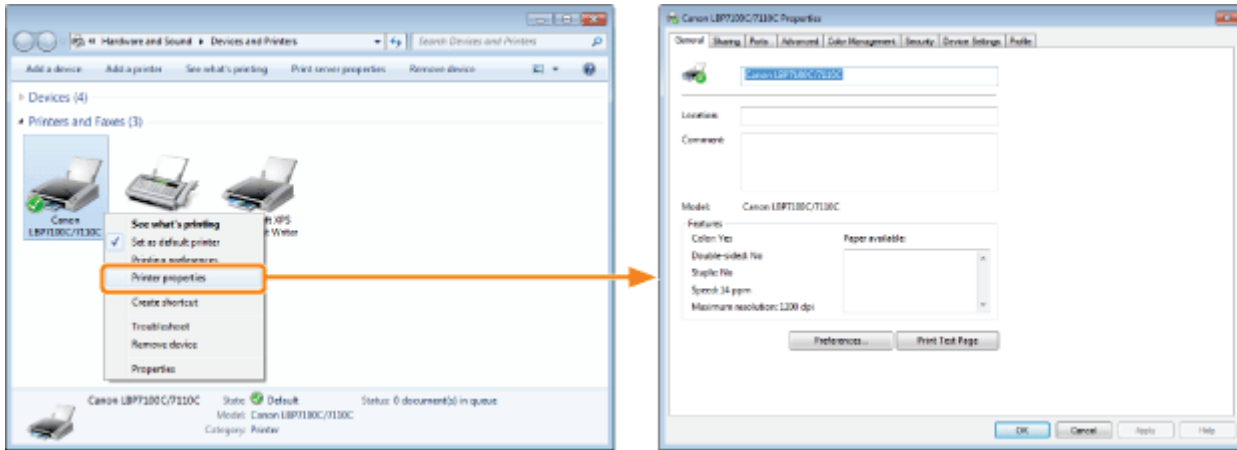 Hardware and Sound ▸ Devices and Printers
Search Devices and Printers
Add a device Add a printer See what's printing Print server properties Remove device
Devices (4)
Printers and Faxes (3)
Canon
LBP7100C/7110C
XPS
Writer
See what's printing
Set as default printer
Printing preferences
Printer properties
Create shortcut
Troubleshoot
Remove device
Properties
Canon LBP7100C/7110C State: Default Status: 0 document(s) in queue
Model: Canon LBP7100C/7110C
Category: Printer
Canon LBP7100C/7110C Properties
General Sharing Ports Advanced Color Management Security Device Settings Profile
Canon LBP7100C/7110C
Location:
Comment:
Model: Canon LBP7100C/7110C
Features
Color: Yes Paper available:
Double-sided: No
Staple: No
Speed: 14 ppm
Maximum resolution: 1200 dpi
Preferences... Print Test Page
OK Cancel Apply Help